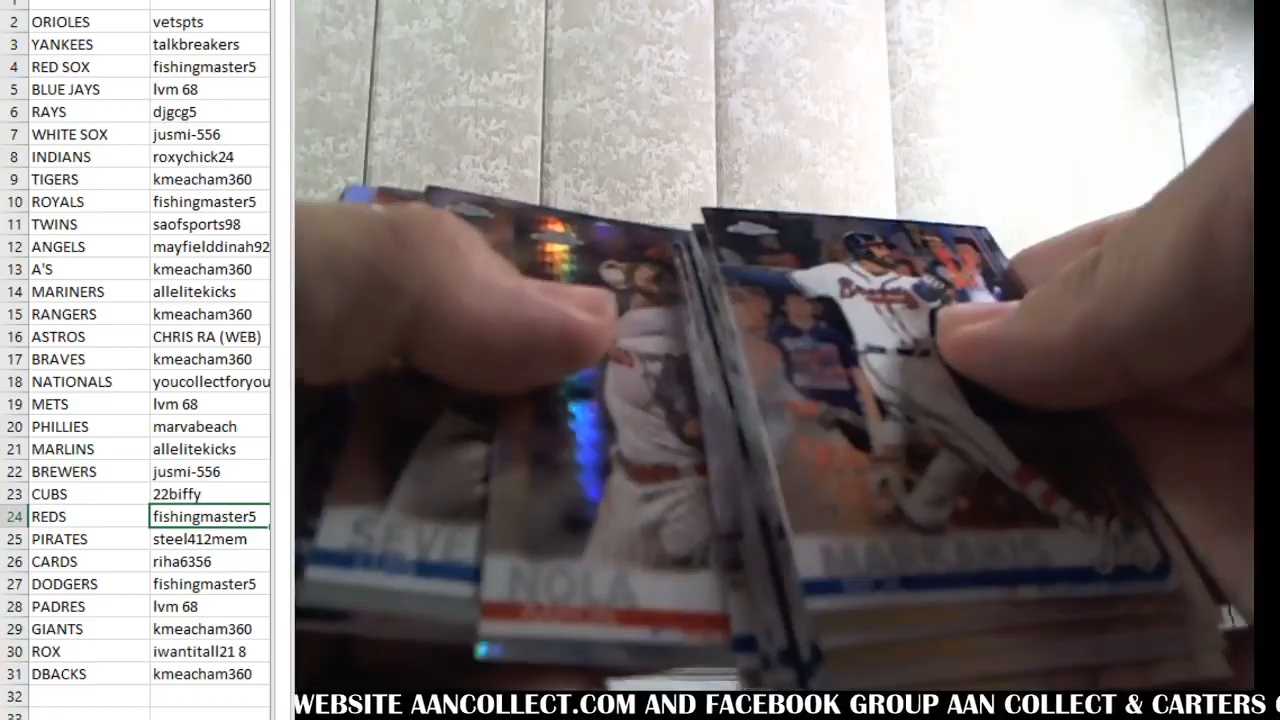 2 ORIOLES vetspts
3 YANKEES talkbreakers
4 RED SOX fishingmaster5
5 BLUE JAYS lvm 68
6 RAYS djgcg5
7 WHITE SOX jusmi-556
8 INDIANS roxychick24
9 TIGERS kmeacham360
10 ROYALS fishingmaster5
11 TWINS saofsports98
12 ANGELS mayfielddinah92
13 A'S kmeacham360
14 MARINERS allelitekicks
15 RANGERS kmeacham360
16 ASTROS CHRIS RA (WEB)
17 BRAVES kmeacham360
18 NATIONALS youcollectforyou
19 METS lvm 68
20 PHILLIES marvabeach
21 MARLINS allelitekicks
22 BREWERS jusmi-556
23 CUBS 22biffy
24 REDS fishingmaster5
25 PIRATES steel412mem
26 CARDS riha6356
27 DODGERS fishingmaster5
28 PADRES lvm 68
29 GIANTS kmeacham360
30 ROX iwantitall21 8
31 DBACKS kmeacham360
32
Braves
SEVE
NOLA
MARKAKIS
WEBSITE AANCOLLECT.COM AND FACEBOOK GROUP AAN COLLECT & CARTERS